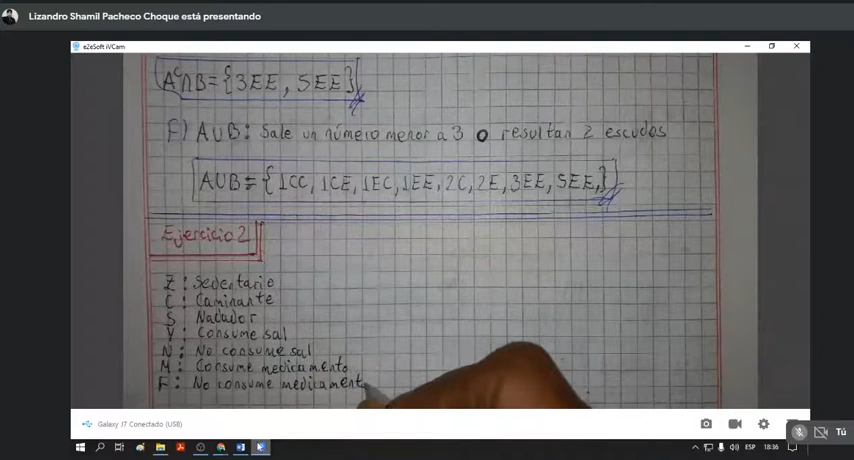 Lizandro Shamil Pacheco Choque está presentando
e2eSoft iVCam
A^C∩B={3EE, 5EE}
F) A∪B: Sale un número menor a 3 o resultan 2 escudos
A∪B={1CC, 1CE, 1EC, 1EE, 2C, 2E, 3EE, 5EE,}
Ejercicio 2
Z: Sedentario
C: Caminante
S: Nadador
Y: Consume sal
N: No consume sal
M: Consume medicamento
F: No consume medicament
Galaxy J7 Conectado (USB)
Tú
ESP 18:36